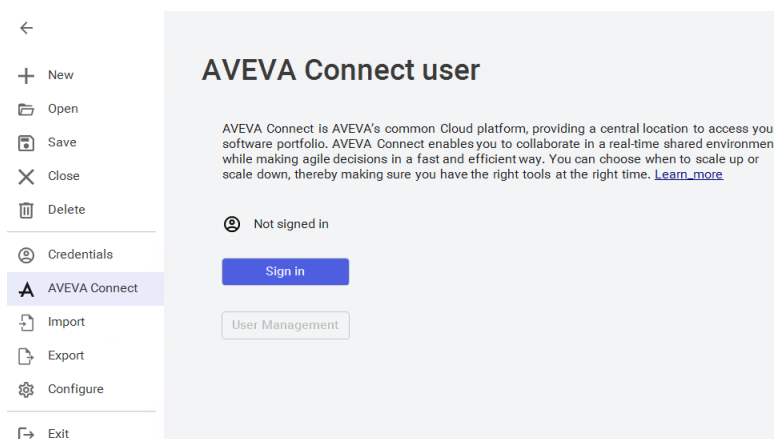 AVEVA Connect user
New
Open
Save
Close
Delete
Credentials
AVEVA Connect
Import
Export
Configure
Exit
AVEVA Connect is AVEVA's common Cloud platform, providing a central location to access
software portfolio. AVEVA Connect enables you to collaborate in a real-time shared
while making agile decisions in a fast and efficient way. You can choose when to scale up or
scale down, thereby making sure you have the right tools at the right time. Learn_more
Not signed in
Sign in
User Management